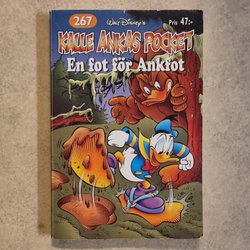 267
Walt Disney's
Pris 47:-
KALLE ANKAS POCKET
En fot för Ankfot